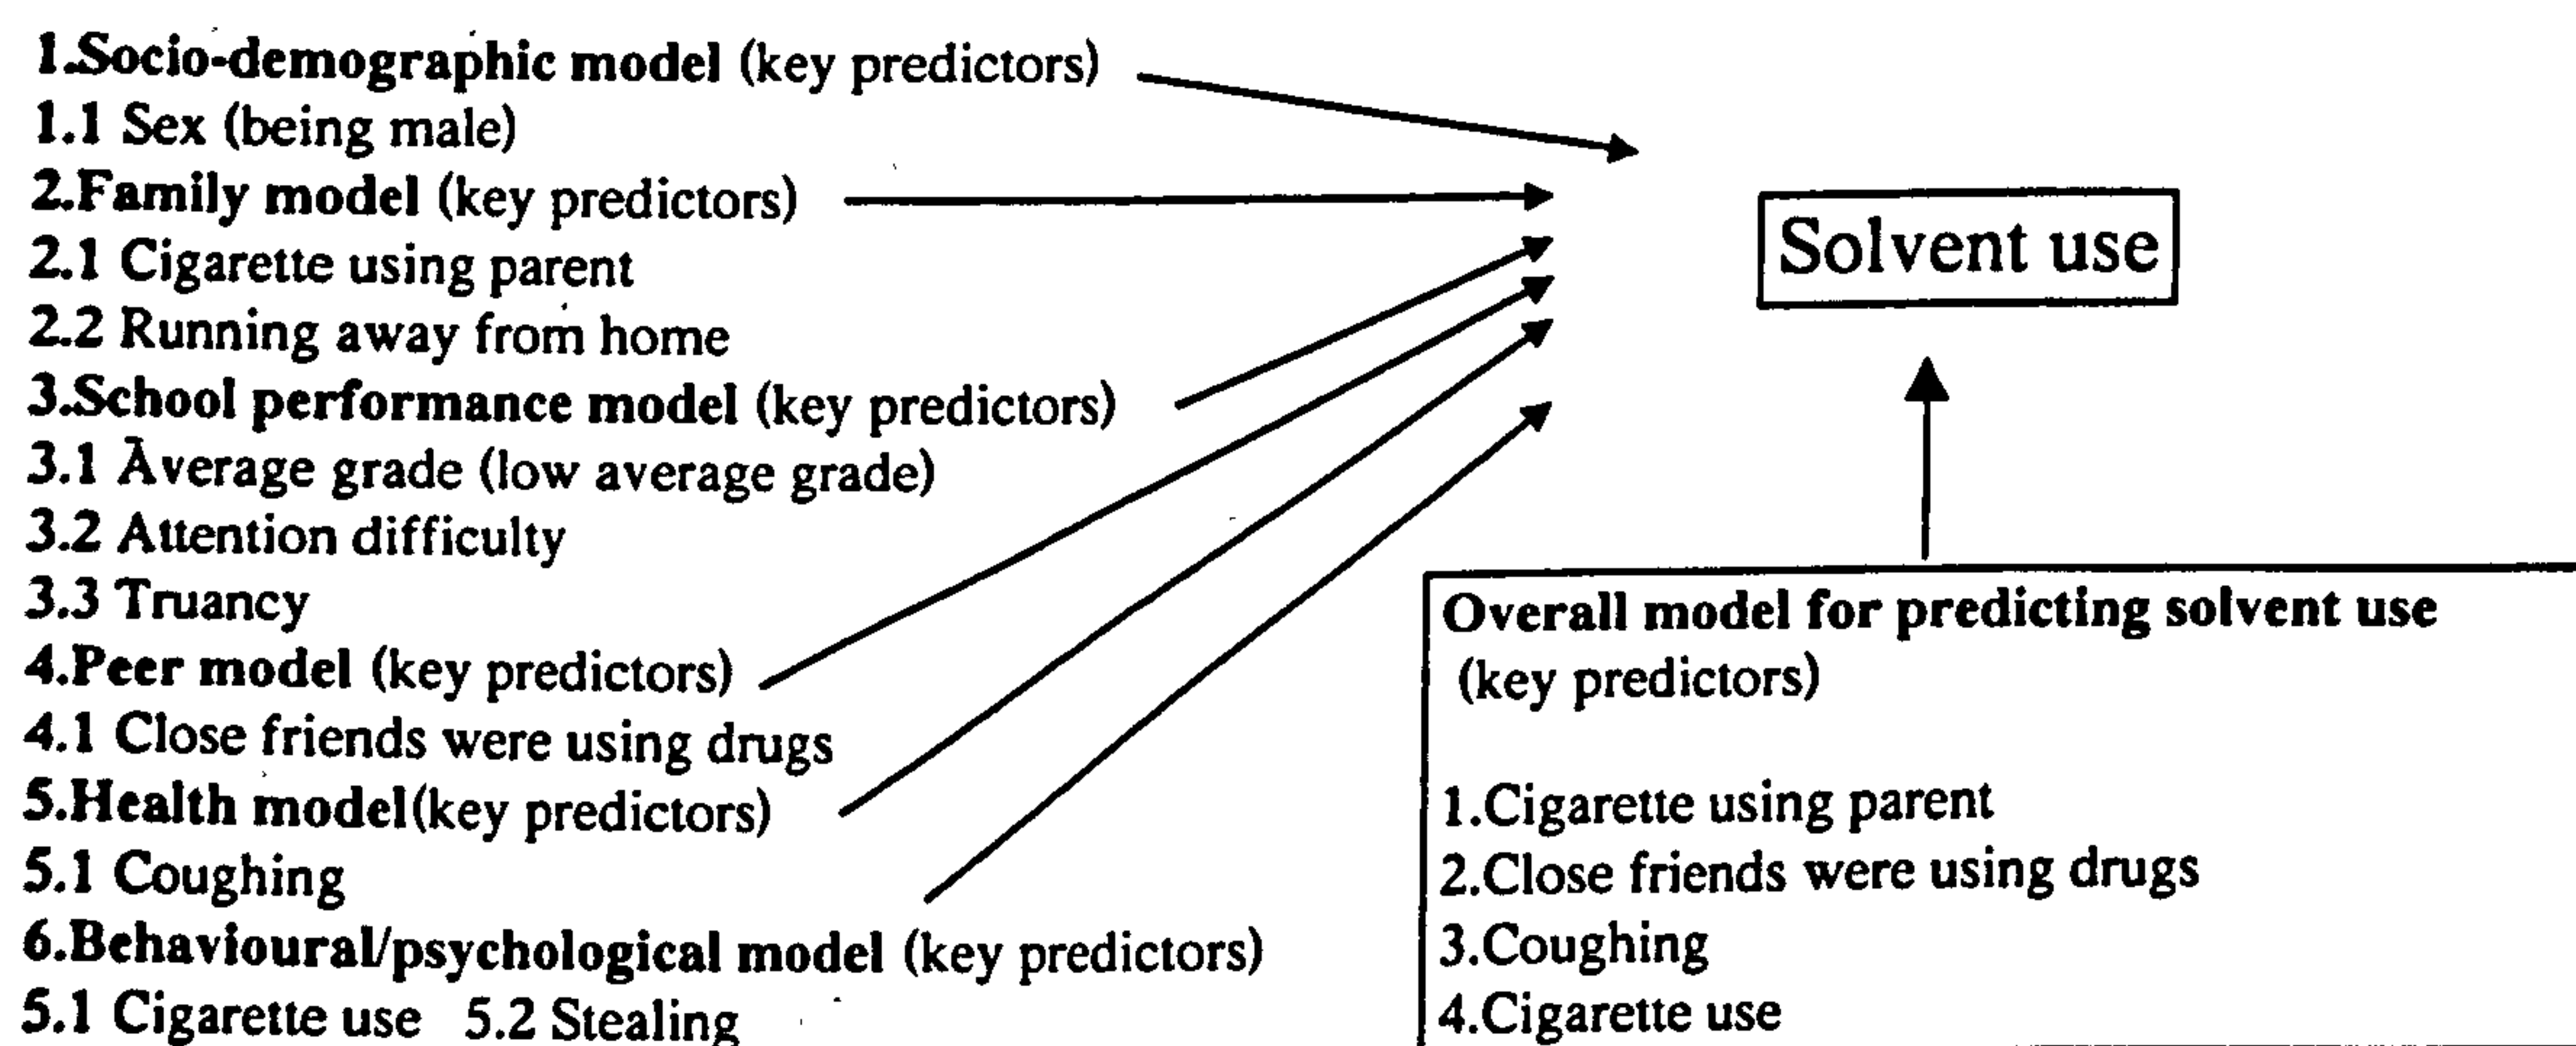 1.Socio-demographic model (key predictors)
1.1 Sex (being male)
2.Family model (key predictors)
2.1 Cigarette using parent
2.2 Running away from home
3.School performance model (key predictors)
3.1 Average grade (low average grade)
3.2 Attention difficulty
3.3 Truancy
4.Peer model (key predictors)
4.1 Close friends were using drugs
5.Health model(key predictors)
5.1 Coughing
6.Behavioural/psychological model (key predictors)
5.1 Cigarette use 5.2 Stealing
Solvent use
Overall model for predicting solvent use
(key predictors)
1.Cigarette using parent
2.Close friends were using drugs
3.Coughing
4.Cigarette use